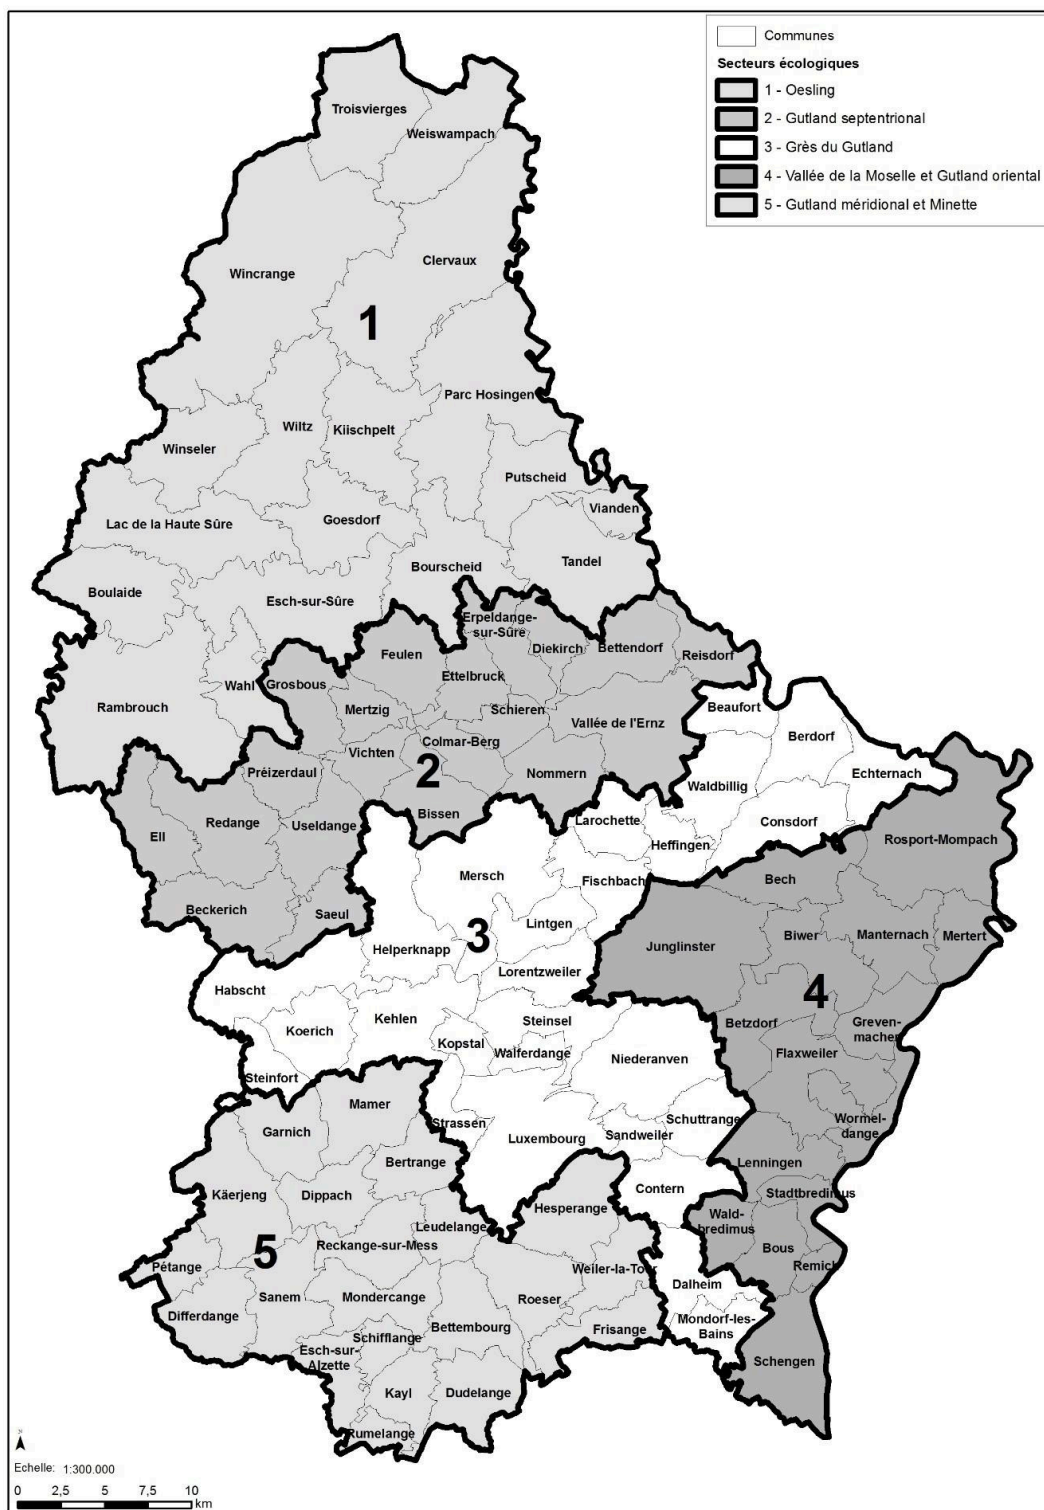 Communes
Secteurs écologiques
1 - Oesling
2 - Gutland septentrional
3 - Grès du Gutland
4 - Vallée de la Moselle et Gutland oriental
5 - Gutland méridional et Minette
Troisvierges
Weiswampach
Clervaux
Wincrange
1
Parc Hosingen
Wiltz
Kiischpelt
Winseler
Putscheid
Vianden
Lac de la Haute Sûre
Goesdorf
Tandel
Bourscheid
Boulaide
Esch-sur-Sûre
Erpeldange-
sur-Sûre
Diekirch
Bettendorf
Reisdorf
Feulen
Ettelbruck
Wahl
Grosbous
Rambrouch
Mertzig
Schieren
Vallée de l'Ernz
Beaufort
Berdorf
Colmar-Berg
Vichten
2
Préizerdaul
Nommern
Waldbillig
Echternach
Bissen
Larochette
Consdorf
Ell
Redange
Useldange
Heffingen
Rosport-Mompach
Mersch
Fischbach
Bech
Beckerich
Saeul
Lintgen
3
Biwer
Manternach
Mertert
Helperknapp
Junglinster
Lorentzweiler
Habscht
4
Kehlen
Steinsel
Betzdorf
Greven-
macher
Koerich
Kopstal
Walferdange
Niederanven
Flaxweiler
Steinfort
Mamer
Strassen
Schuttrange
Wormel-
dange
Garnich
Luxembourg
Sandweiler
Bertrange
Lenningen
Käerjeng
Dippach
Contern
Stadtbredimus
Hesperange
Wald-
bredimus
Leudelange
5
Reckange-sur-Mess
Bous
Pétange
Weiler-la-Tour
Remich
Dalheim
Sanem
Mondercange
Roeser
Differdange
Schifflange
Bettembourg
Frisange
Mondorf-les-
Bains
Esch-sur-
Alzette
Schengen
Kayl
Dudelange
Rumelange
N
Echelle: 1:300.000
0 2,5 5 7,5 10
km